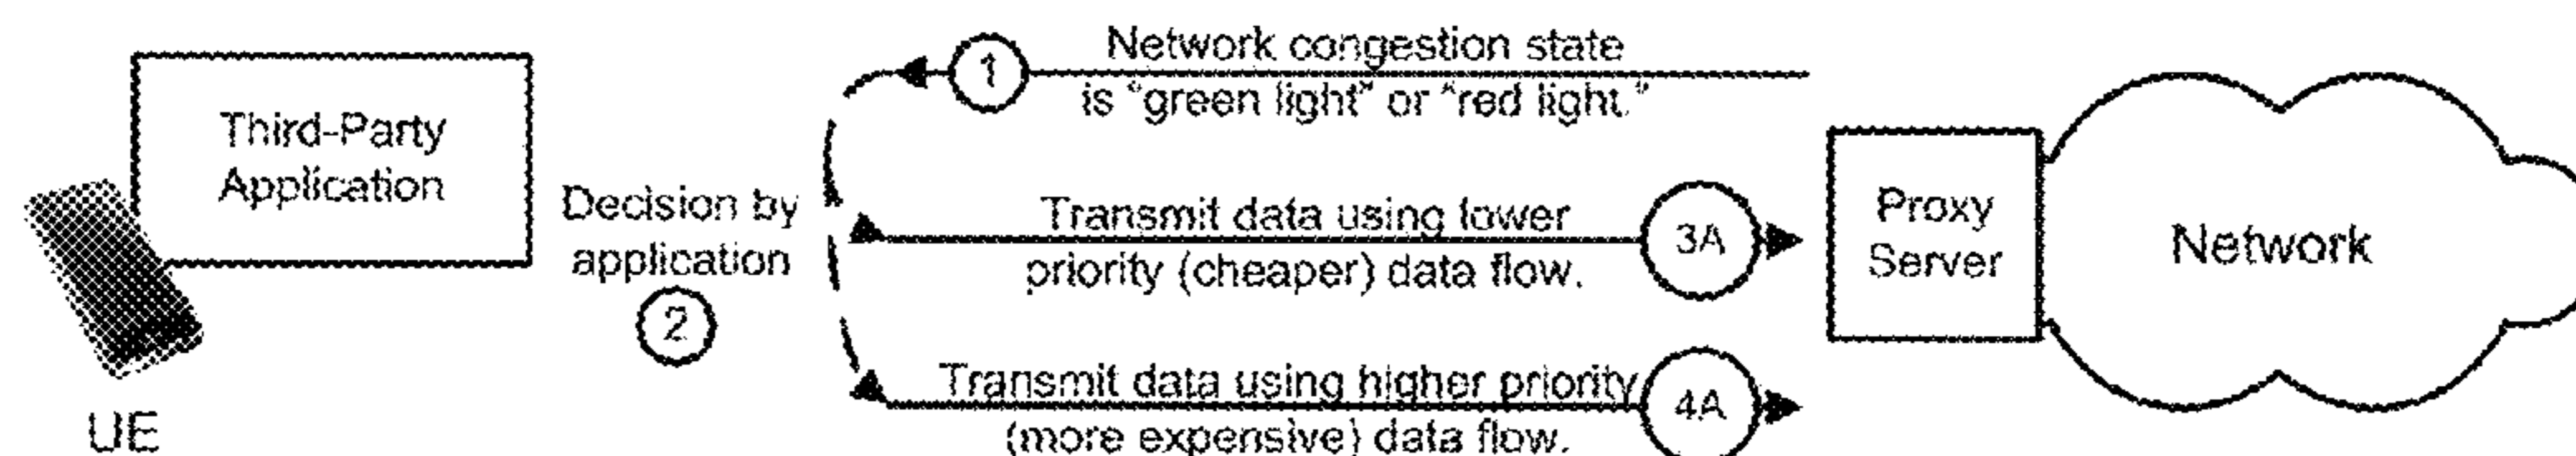 Third-Party
Application
UE
Decision by
application
2
1
Network congestion state
is "green light" or "red light."
Transmit data using lower
priority (cheaper) data flow.
3A
Transmit data using higher priority
(more expensive) data flow.
4A
Proxy
Server
Network